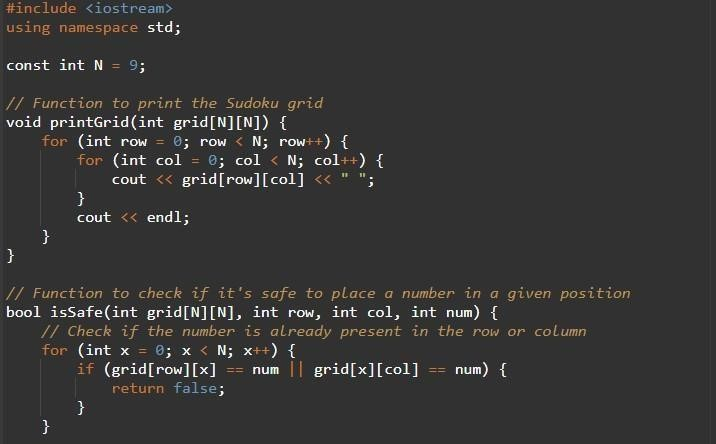 #include <iostream>
using namespace std;
const int N = 9;
// Function to print the Sudoku grid
void printGrid(int grid[N][N]) {
    for (int row = 0; row < N; row++) {
        for (int col = 0; col < N; col++) {
            cout << grid[row][col] << " ";
        }
        cout << endl;
    }
}
// Function to check if it's safe to place a number in a given position
bool isSafe(int grid[N][N], int row, int col, int num) {
    // Check if the number is already present in the row or column
    for (int x = 0; x < N; x++) {
        if (grid[row][x] == num || grid[x][col] == num) {
            return false;
        }
    }